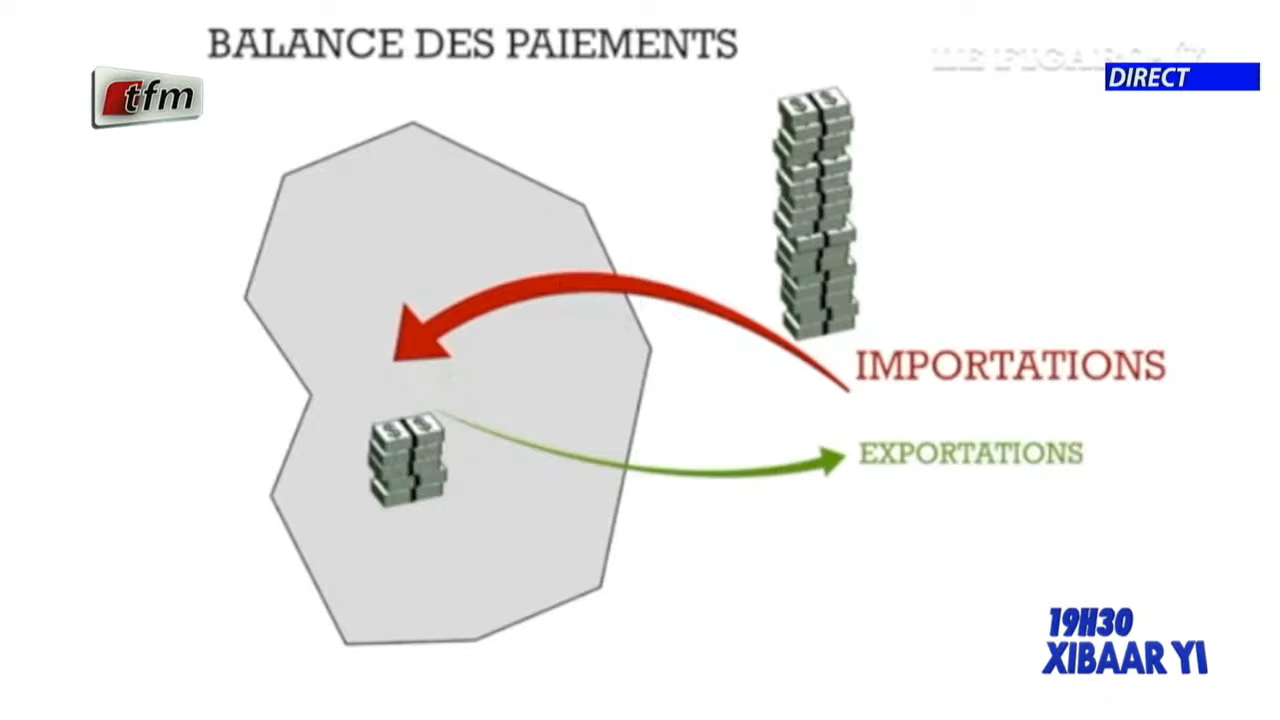 BALANCE DES PAIEMENTS
tfm
DIRECT
IMPORTATIONS
EXPORTATIONS
19H30
XIBAAR YI